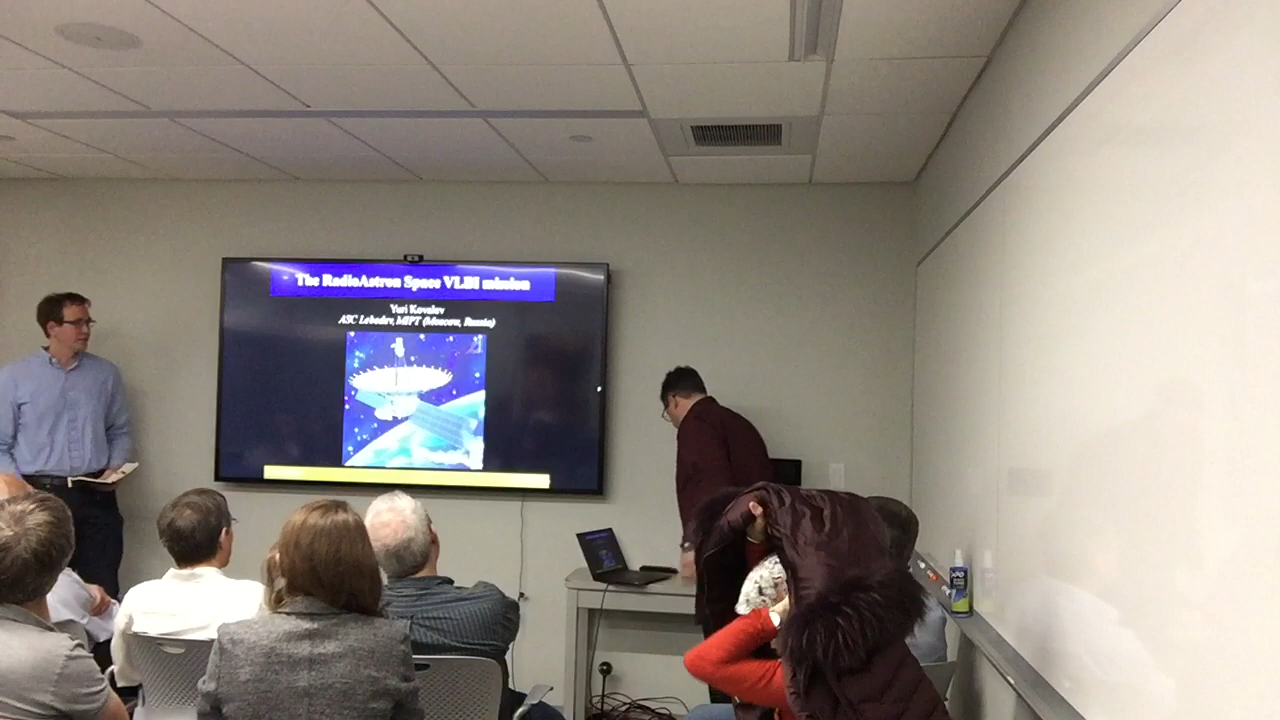 The RadioAstron Space VLBI mission
Yuri Kovalev
ASC Lebedev, MIPT (Moscow, Russia)